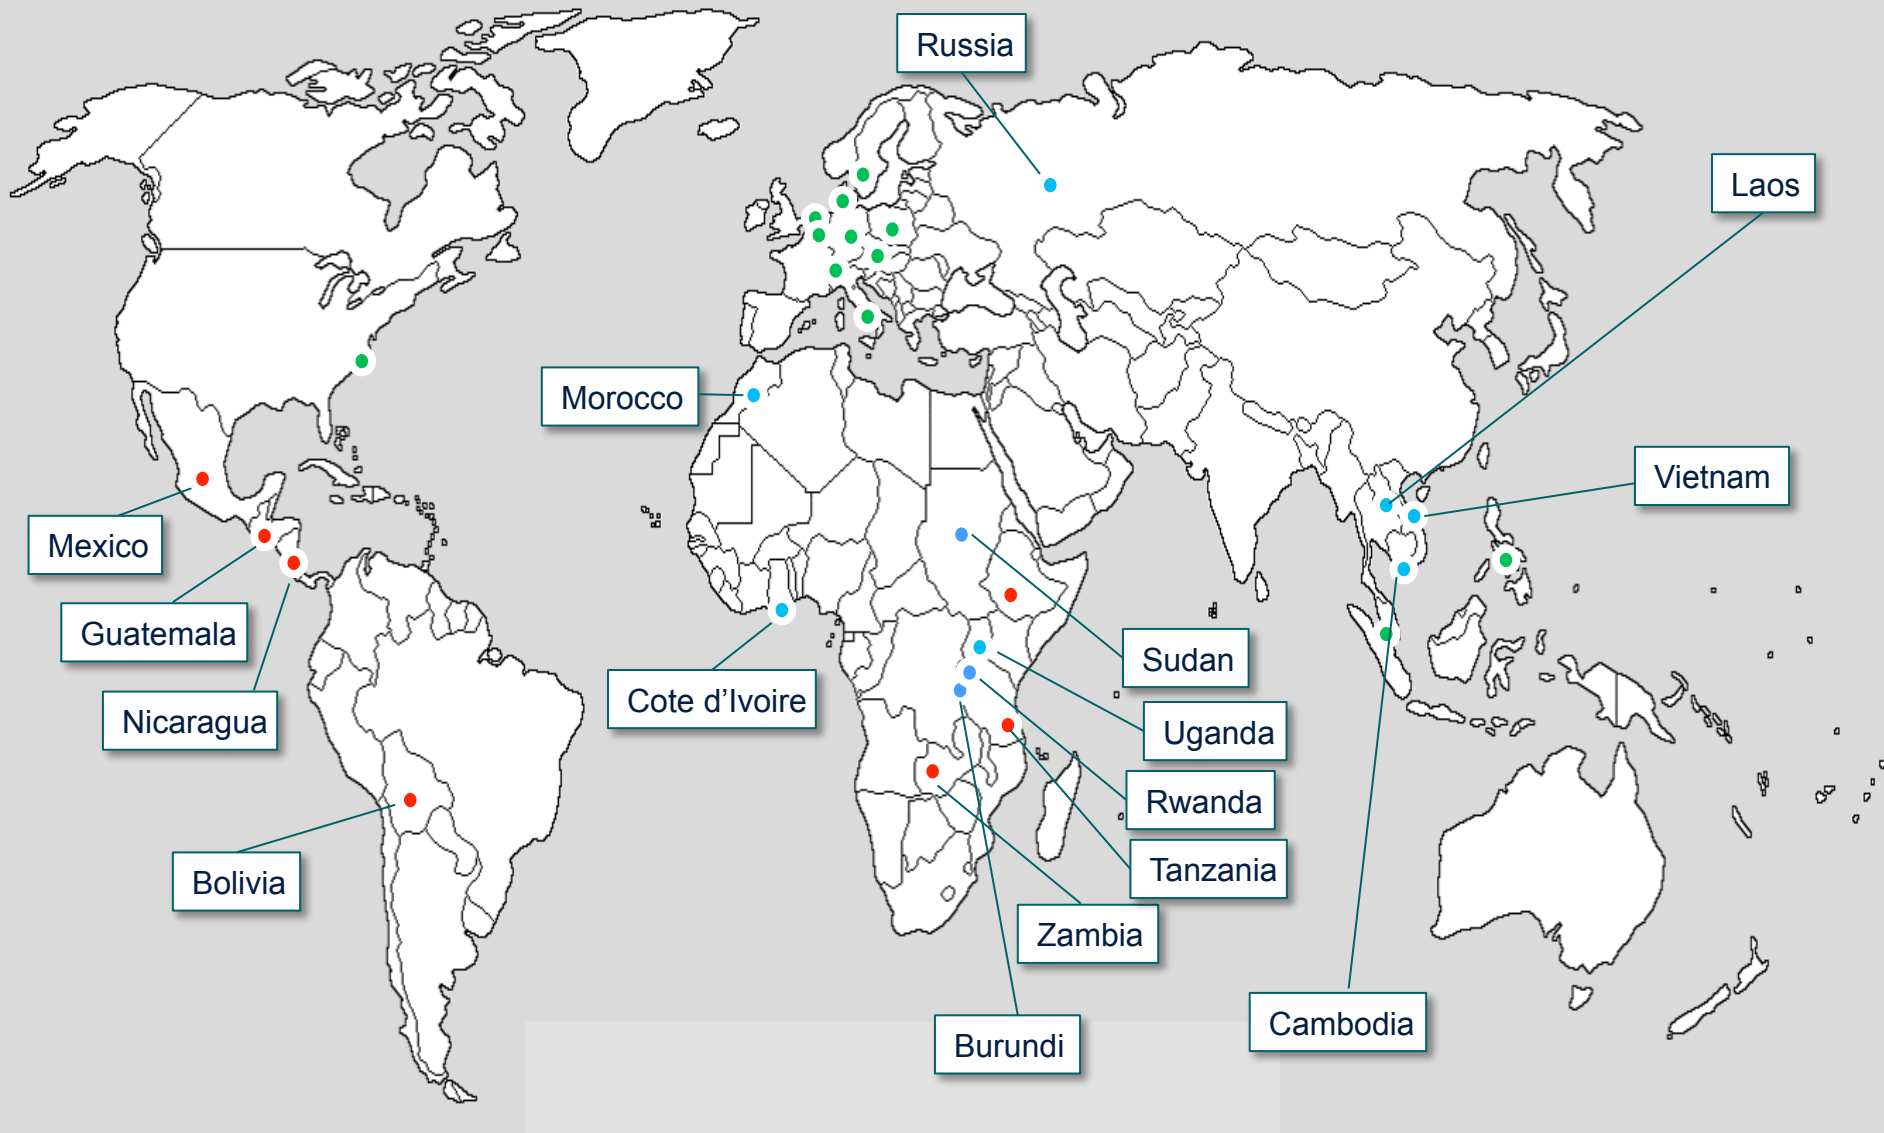 Russia
Laos
Morocco
Vietnam
Mexico
Guatemala
Nicaragua
Cote d’Ivoire
Sudan
Uganda
Rwanda
Tanzania
Bolivia
Zambia
Cambodia
Burundi